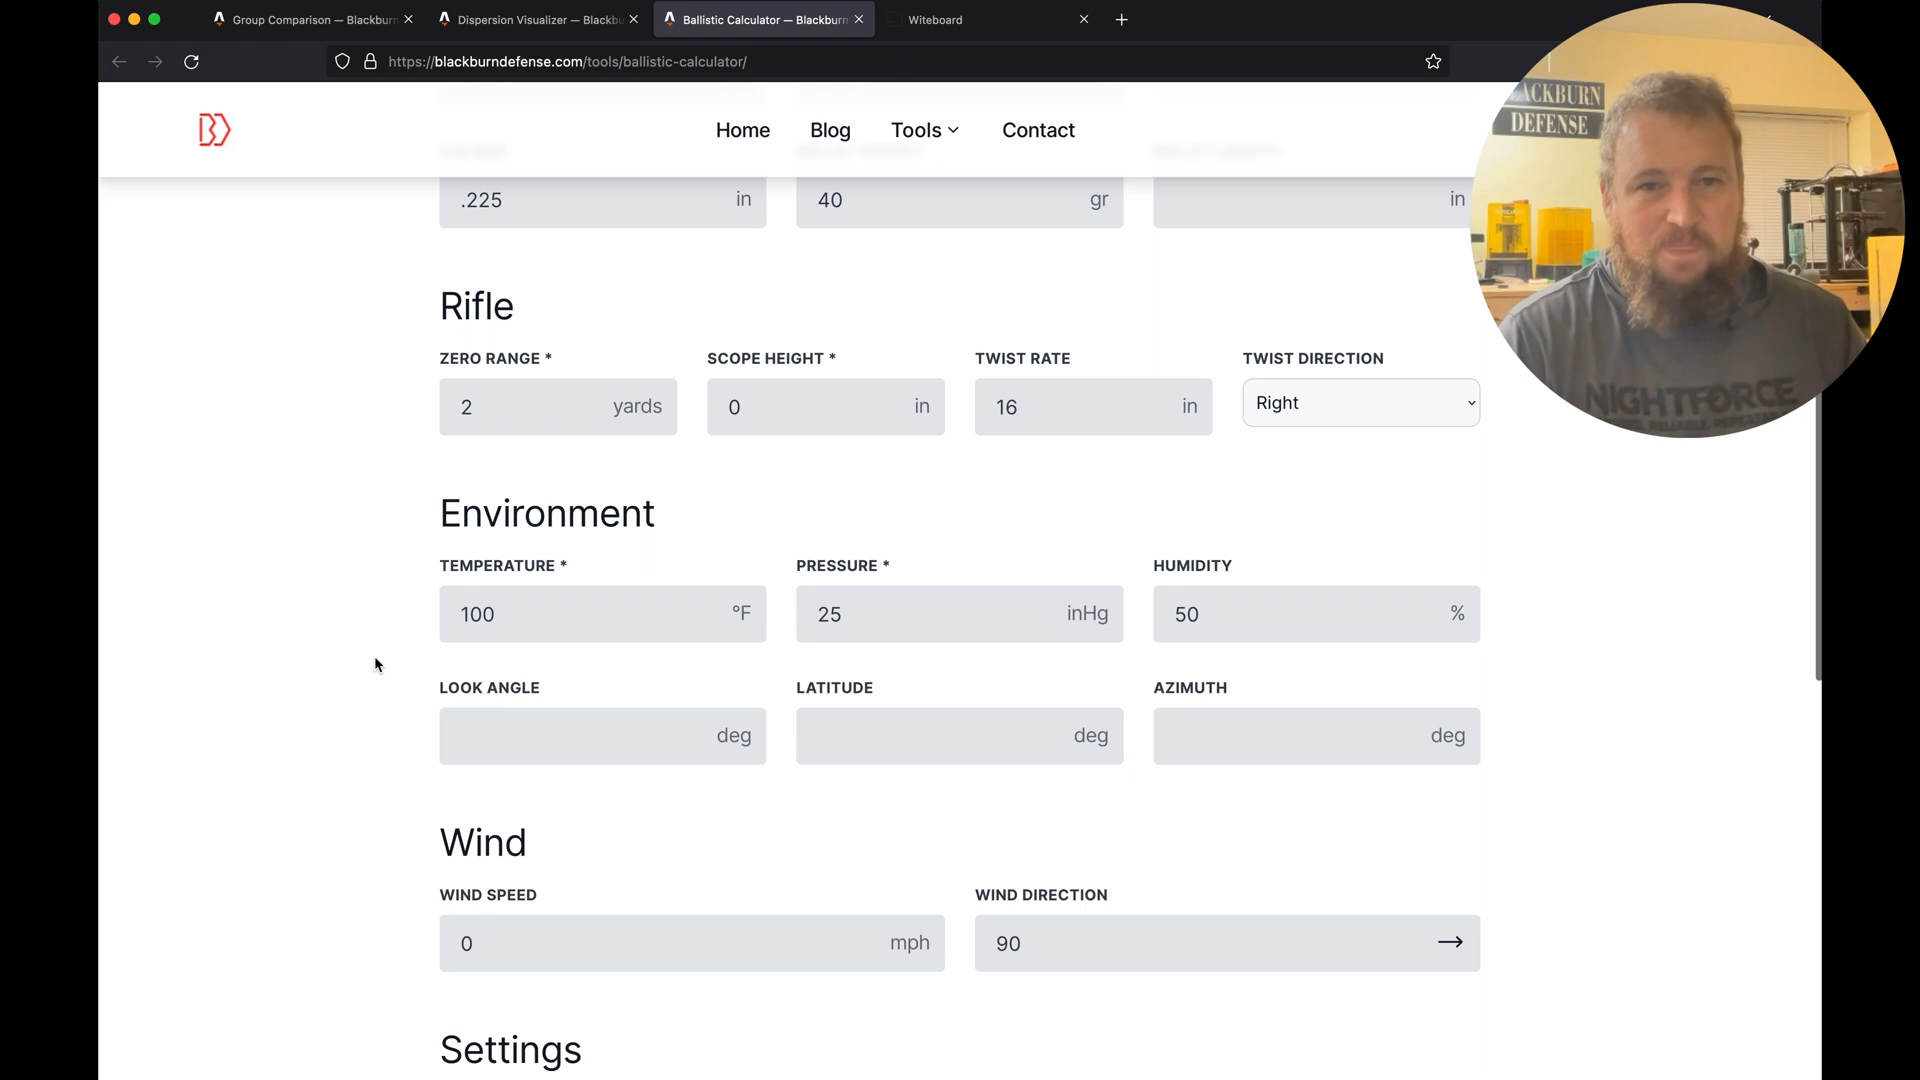 Group Comparison — Blackburn
Dispersion Visualizer — Blackbu
Ballistic Calculator — Blackburn
Witeboard
https://blackburndefense.com/tools/ballistic-calculator/
Home
Blog
Tools
Contact
BLACKBURN
DEFENSE
.225 in
40 gr
in
Rifle
ZERO RANGE *
SCOPE HEIGHT *
TWIST RATE
TWIST DIRECTION
2 yards
0 in
16 in
Right
NIGHTFORCE
Environment
TEMPERATURE *
PRESSURE *
HUMIDITY
100 °F
25 inHg
50 %
LOOK ANGLE
LATITUDE
AZIMUTH
deg
deg
deg
Wind
WIND SPEED
WIND DIRECTION
0 mph
90 →
Settings